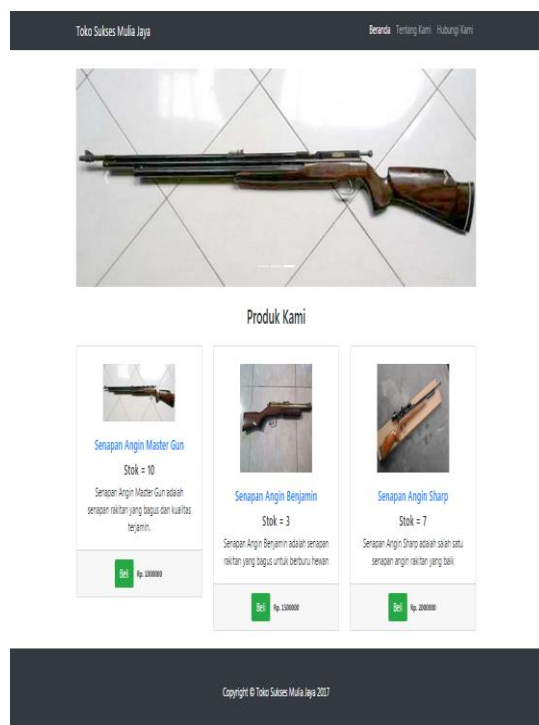 Toko Sukses Mulia Jaya
Beranda Tentang Kami Hubungi Kami
Produk Kami
Senapan Angin Master Gun
Stok = 10
Senapan Angin Master Gun adalah
senapan rakitan yang bagus dan kualitas
terjamin.
Beli Rp. 1000000
Senapan Angin Benjamin
Stok = 3
Senapan Angin Benjamin adalah senapan
rakitan yang bagus untuk berburu hewan
Beli Rp. 1500000
Senapan Angin Sharp
Stok = 7
Senapan Angin Sharp adalah salah satu
senapan angin rakitan yang baik
Beli Rp. 2000000
Copyright © Toko Sukses Mulia Jaya 2017